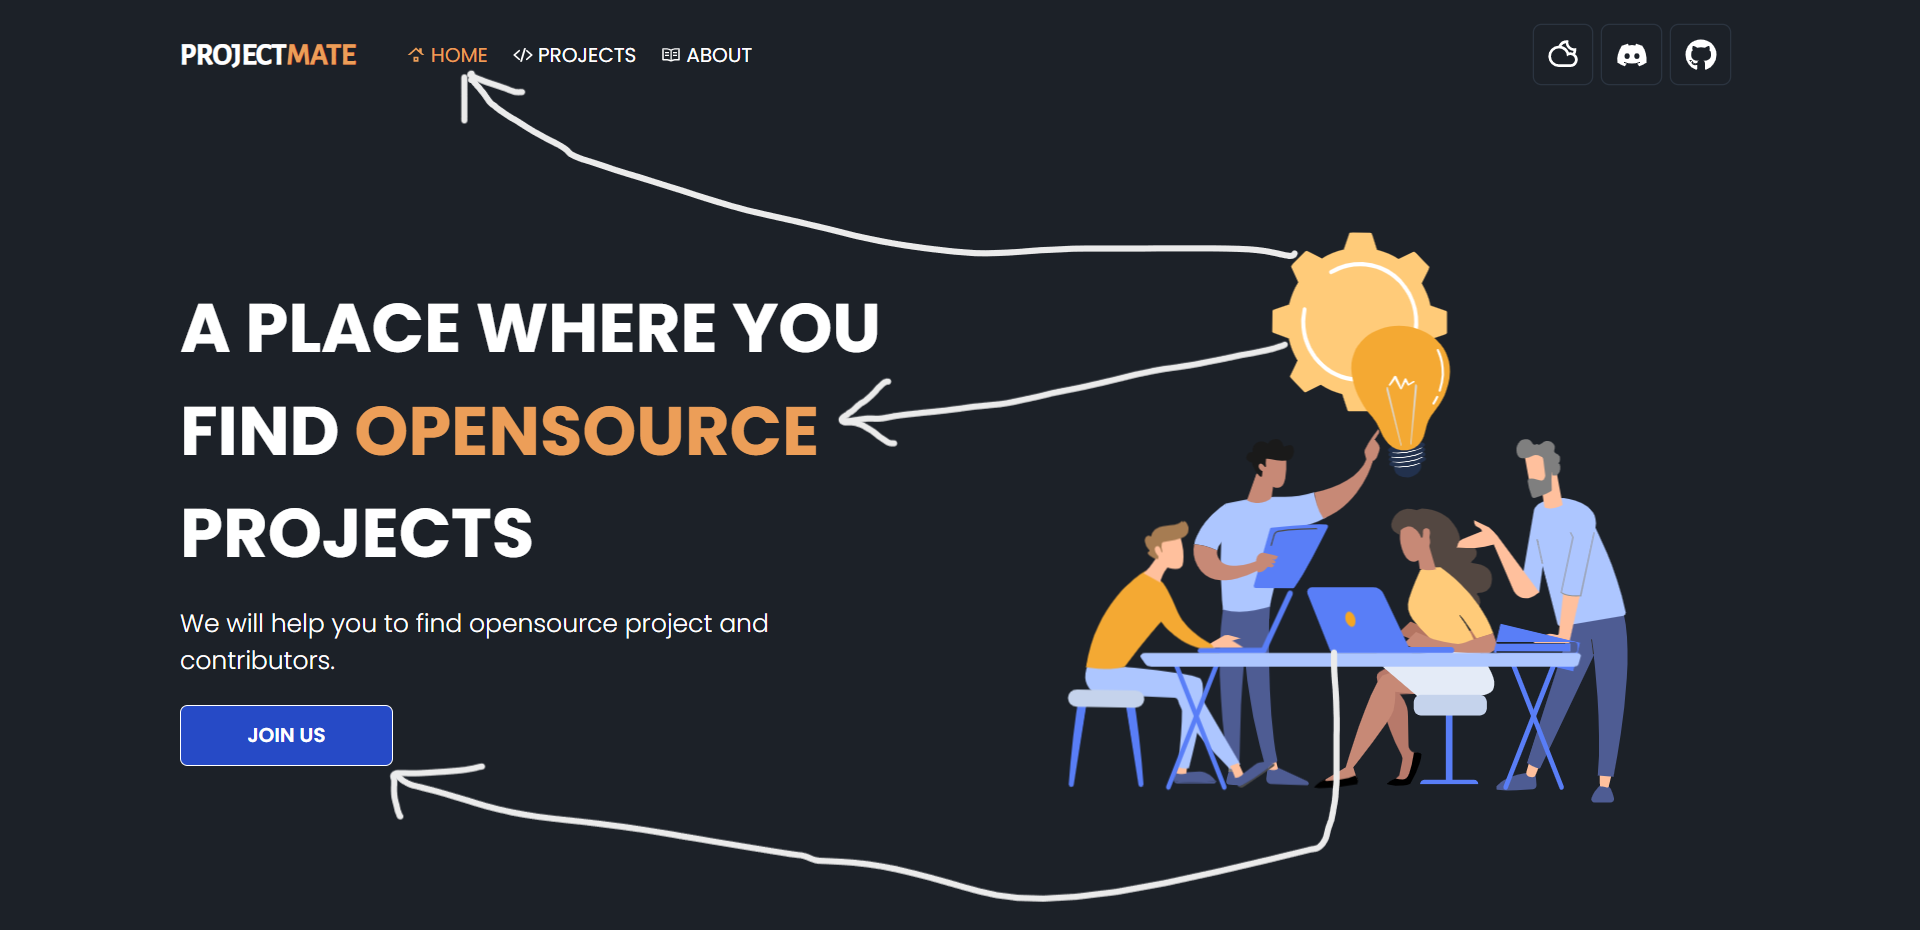 PROJECTMATE HOME PROJECTS ABOUT
A PLACE WHERE YOU
FIND OPENSOURCE
PROJECTS
We will help you to find opensource project and
contributors.
JOIN US